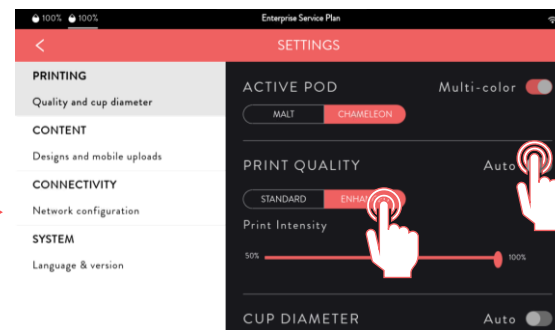 100% 100% Enterprise Service Plan
SETTINGS
PRINTING
Quality and cup diameter
CONTENT
Designs and mobile uploads
CONNECTIVITY
Network configuration
SYSTEM
Language & version
ACTIVE POD Multi-color
MALT CHAMELEON
PRINT QUALITY Auto
STANDARD
Print Intensity
50% 100%
CUP DIAMETER Auto